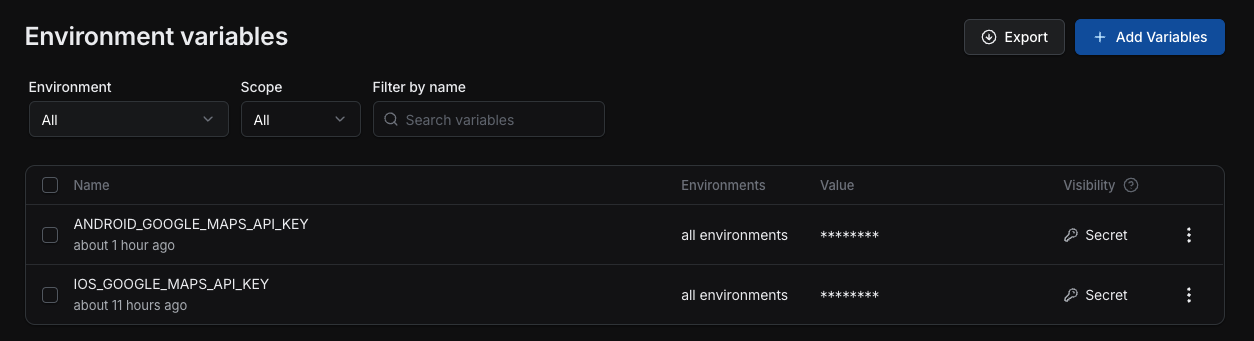 Environment variables
Export
Add Variables
Environment
Scope
Filter by name
All
All
Search variables
Name
Environments
Value
Visibility
ANDROID_GOOGLE_MAPS_API_KEY
about 1 hour ago
all environments
********
Secret
IOS_GOOGLE_MAPS_API_KEY
about 11 hours ago
all environments
********
Secret